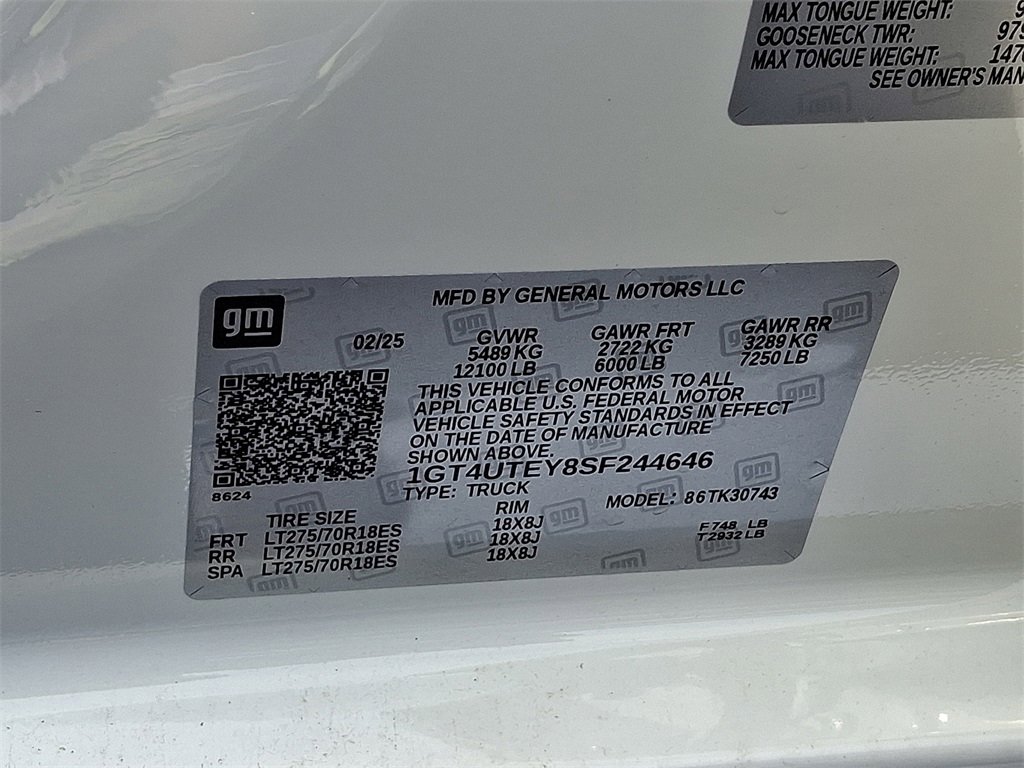 MAX TONGUE WEIGHT:
GOOSENECK TWR:
MAX TONGUE WEIGHT:
SEE OWNER'S
gm
MFD BY GENERAL MOTORS LLC
02/25 GVWR GAWR FRT GAWR RR
5489 KG 2722 KG 3289 KG
12100 LB 6000 LB 7250 LB
THIS VEHICLE CONFORMS TO ALL
APPLICABLE U.S. FEDERAL MOTOR
VEHICLE SAFETY STANDARDS IN EFFECT
ON THE DATE OF MANUFACTURE
SHOWN ABOVE.
1GT4UTEY8SF244646
8624
TYPE: TRUCK MODEL: 86TK30743
TIRE SIZE RIM
FRT LT275/70R18ES 18X8J F 748 LB
RR LT275/70R18ES 18X8J T 2932 LB
SPA LT275/70R18ES 18X8J